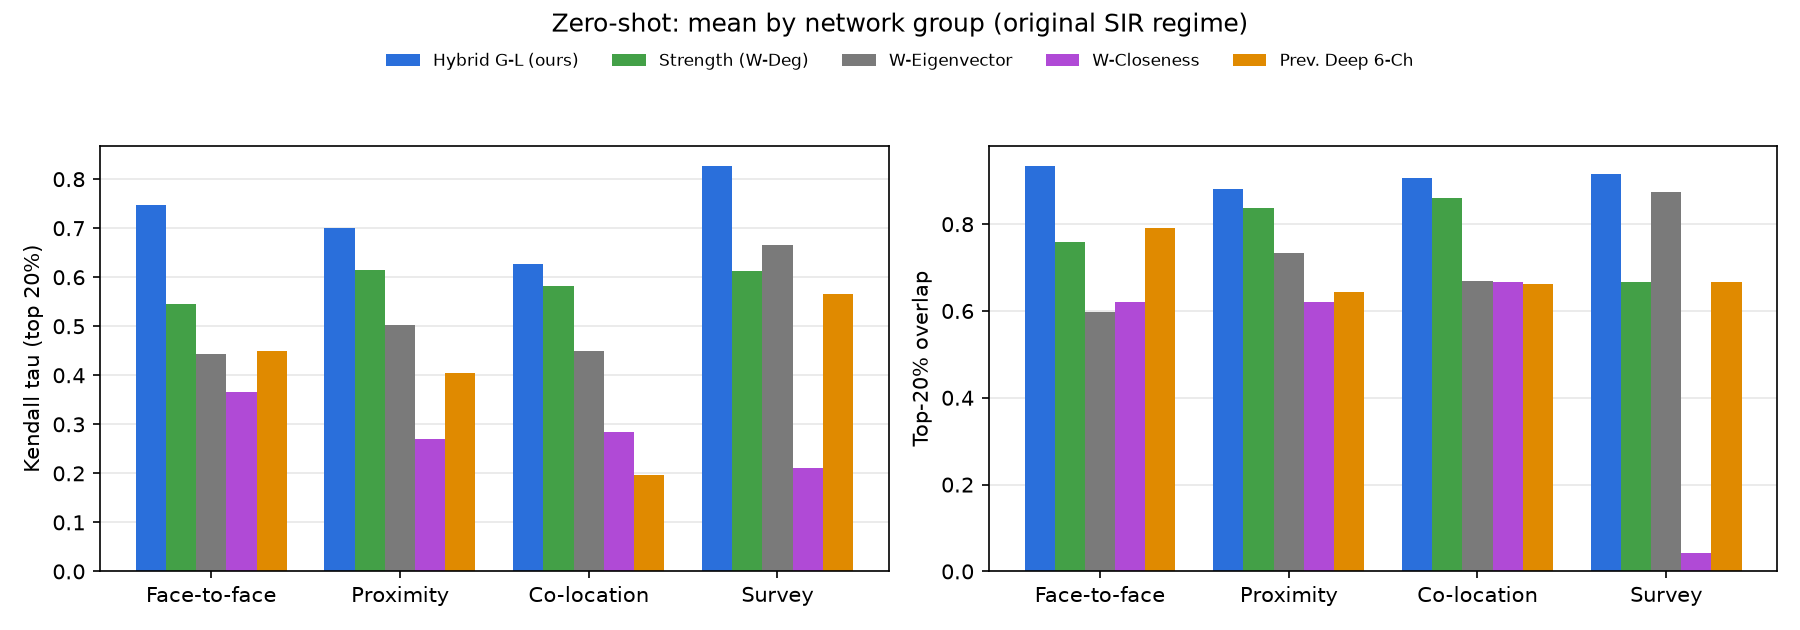 Zero-shot: mean by network group (original SIR regime)
Hybrid G-L (ours) Strength (W-Deg) W-Eigenvector W-Closeness Prev. Deep 6-Ch
Kendall tau (top 20%)
0.8
0.7
0.6
0.5
0.4
0.3
0.2
0.1
0.0
Face-to-face Proximity Co-location Survey
Top-20% overlap
0.8
0.6
0.4
0.2
0.0
Face-to-face Proximity Co-location Survey